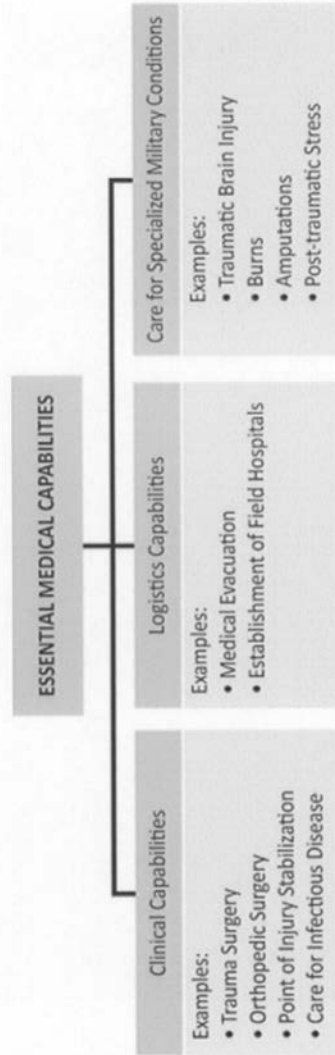 ESSENTIAL MEDICAL CAPABILITIES
Clinical Capabilities
Examples:
• Trauma Surgery
• Orthopedic Surgery
• Point of Injury Stabilization
• Care for Infectious Disease
Logistics Capabilities
Examples:
• Medical Evacuation
• Establishment of Field Hospitals
Care for Specialized Military Conditions
Examples:
• Traumatic Brain Injury
• Burns
• Amputations
• Post-traumatic Stress